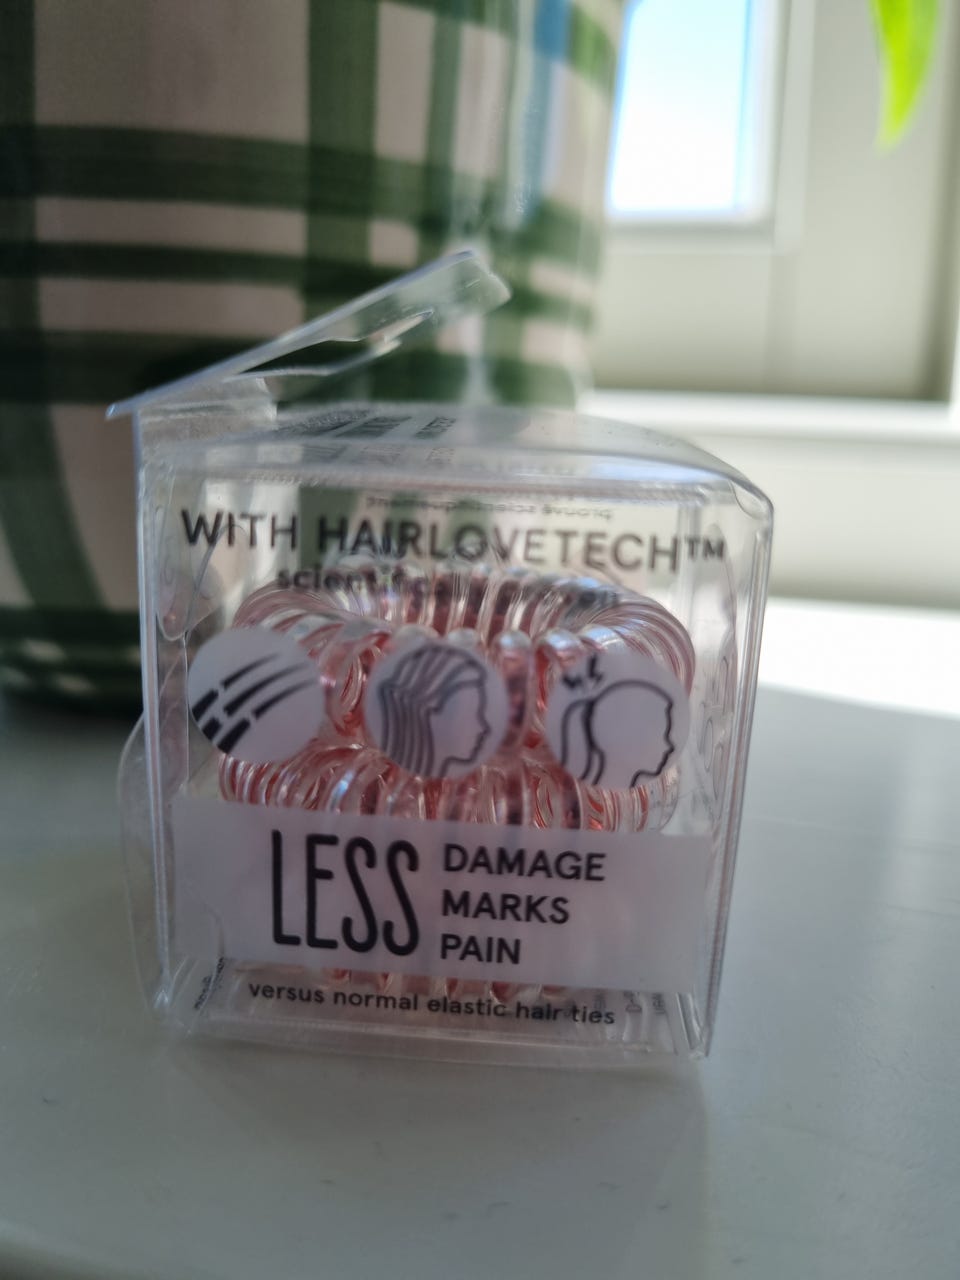 WITH HAIRLOVETECH™
LESS
DAMAGE
MARKS
PAIN
versus normal elastic hair ties